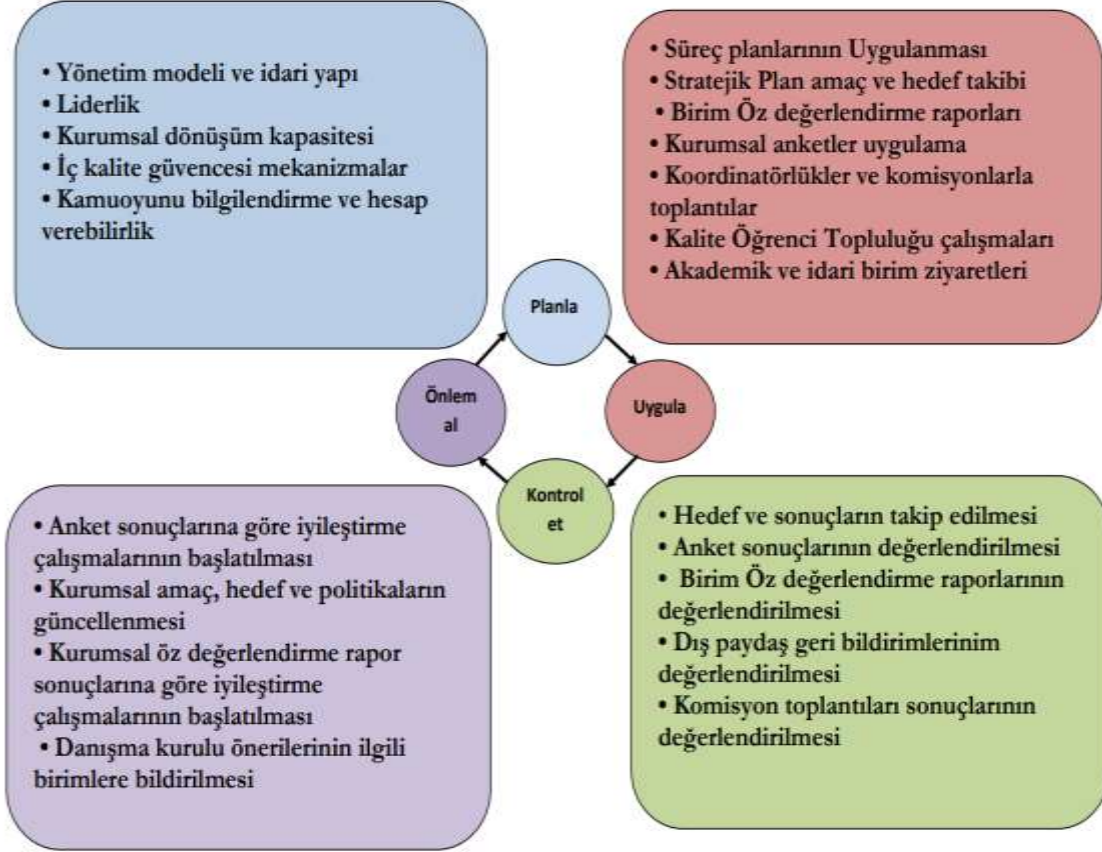 • Yönetim modeli ve idari yapı
• Liderlik
• Kurumsal dönüşüm kapasitesi
• İç kalite güvencesi mekanizmalar
• Kamuoyunu bilgilendirme ve hesap
verebilirlik
• Süreç planlarının Uygulanması
• Stratejik Plan amaç ve hedef takibi
• Birim Öz değerlendirme raporları
• Kurumsal anketler uygulama
• Koordinatörlükler ve komisyonlarla
toplantılar
• Kalite Öğrenci Topluluğu çalışmaları
• Akademik ve idari birim ziyaretleri
Planla
Önlem
al
Uygula
Kontrol
et
• Anket sonuçlarına göre iyileştirme
çalışmalarının başlatılması
• Kurumsal amaç, hedef ve politikaların
güncellenmesi
• Kurumsal öz değerlendirme rapor
sonuçlarına göre iyileştirme
çalışmalarının başlatılması
• Danışma kurulu önerilerinin ilgili
birimlere bildirilmesi
• Hedef ve sonuçların takip edilmesi
• Anket sonuçlarının değerlendirilmesi
• Birim Öz değerlendirme raporlarının
değerlendirilmesi
• Dış paydaş geri bildirimlerinim
değerlendirilmesi
• Komisyon toplantıları sonuçlarının
değerlendirilmesi